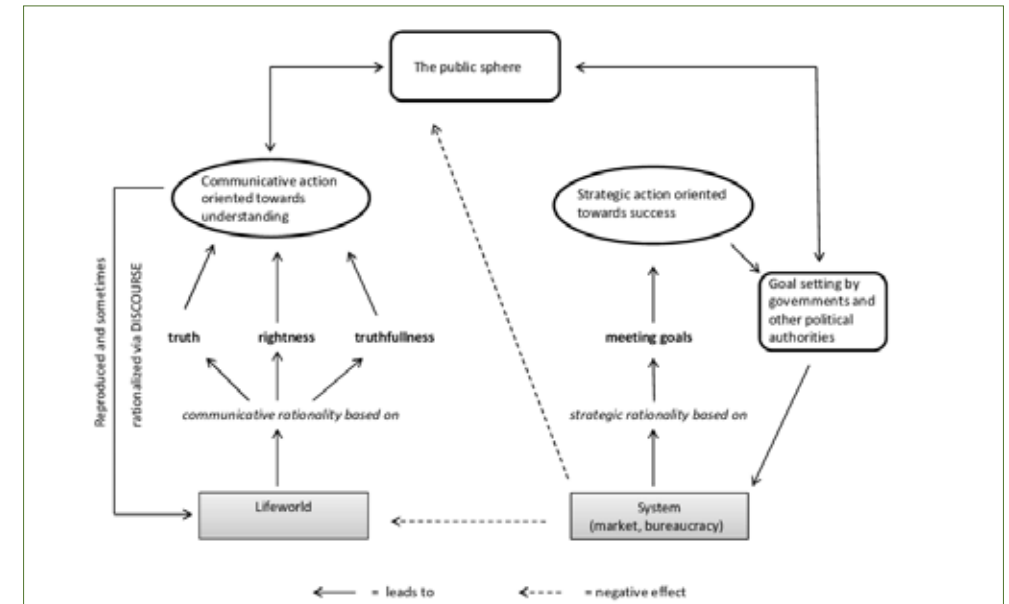 The public sphere
Communicative action
oriented towards
understanding
Strategic action oriented
towards success
Goal setting by
governments and
other political
authorities
Reproduced and sometimes
rationalized via DISCOURSE
truth
rightness
truthfullness
meeting goals
communicative rationality based on
strategic rationality based on
Lifeworld
System
(market, bureaucracy)
= leads to
= negative effect